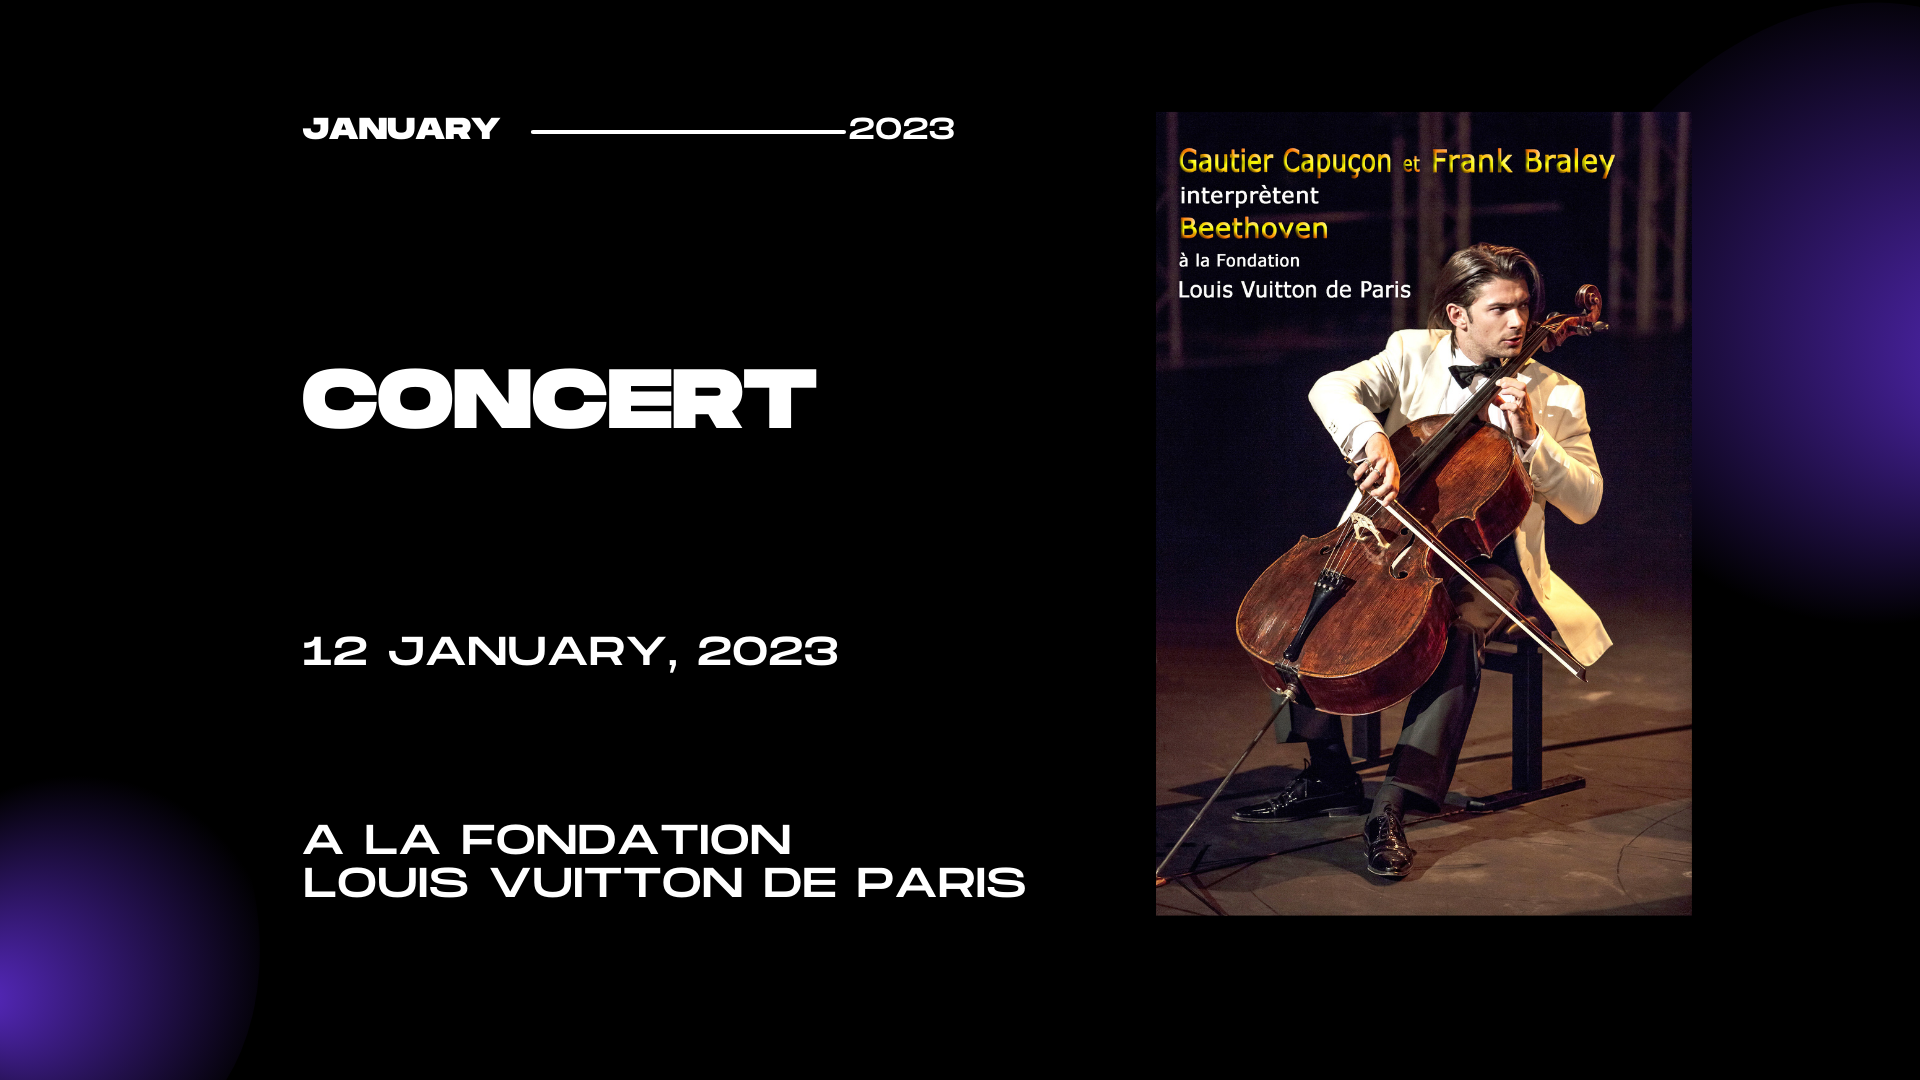 JANUARY 2023
CONCERT
12 JANUARY, 2023
A LA FONDATION
LOUIS VUITTON DE PARIS
Gautier Capuçon et Frank Braley
interprètent
Beethoven
à la Fondation
Louis Vuitton de Paris